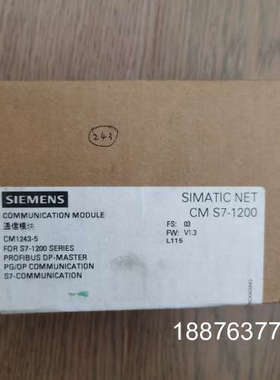 243
SIEMENS
SIMATIC NET
CM S7-1200
COMMUNICATION MODULE
通信模块
CM1243-5
FOR S7-1200 SERIES
PROFIBUS DP-MASTER
PG/OP COMMUNICATION
S7-COMMUNICATION
FS: 03
FW: V1.3
L115
18876377